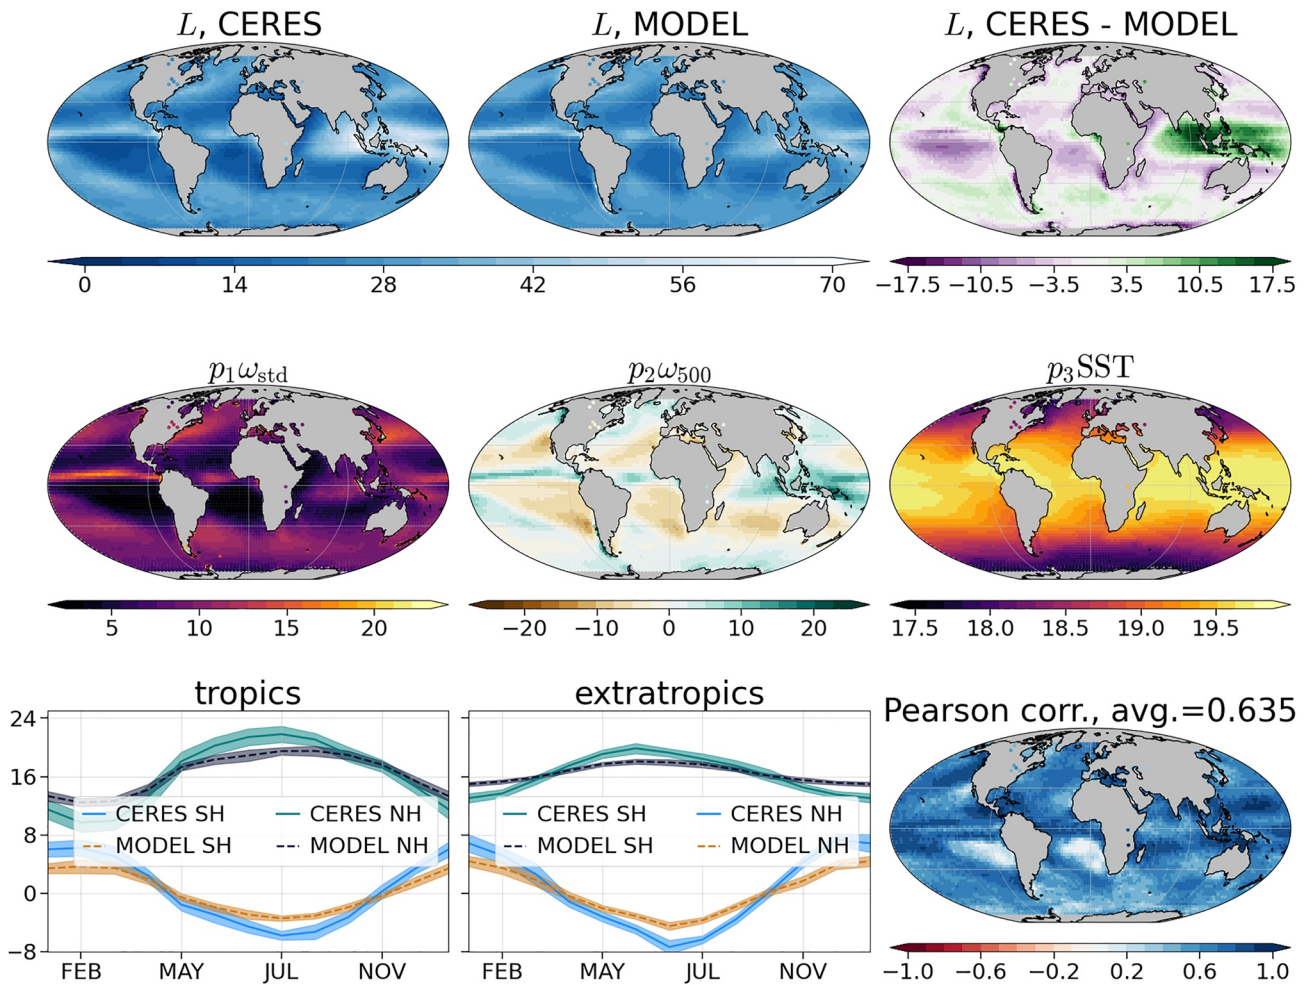 L, CERES
L, MODEL
L, CERES - MODEL
0 14 28 42 56 70
−17.5 −10.5 −3.5 3.5 10.5 17.5
p₁ω_std
p₂ω₅₀₀
p₃SST
5 10 15 20
−20 −10 0 10 20
17.5 18.0 18.5 19.0 19.5
tropics
extratropics
Pearson corr., avg.=0.635
24
16
8
0
−8
CERES SH CERES NH
MODEL SH MODEL NH
CERES SH CERES NH
MODEL SH MODEL NH
FEB MAY JUL NOV
FEB MAY JUL NOV
−1.0 −0.6 −0.2 0.2 0.6 1.0